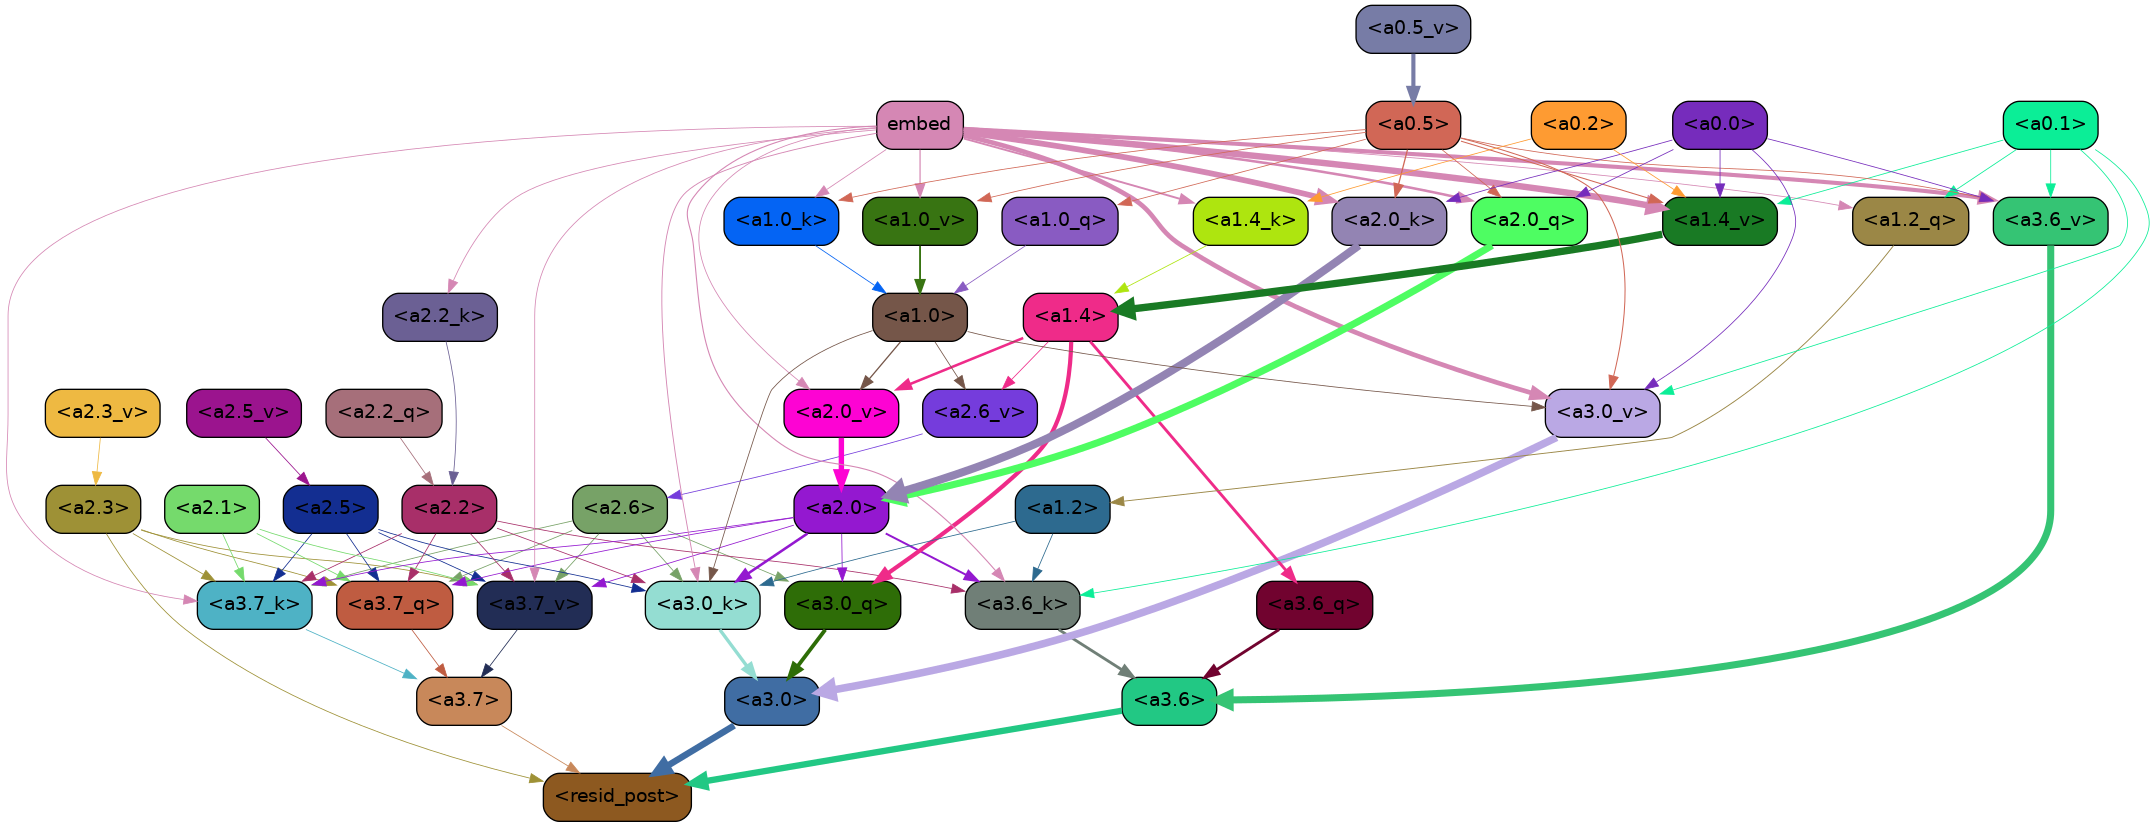 <a0.5_v>
embed
<a0.5>
<a0.2>
<a0.0>
<a0.1>
<a1.0_k>
<a1.0_v>
<a1.0_q>
<a1.4_k>
<a2.0_k>
<a2.0_q>
<a1.4_v>
<a1.2_q>
<a3.6_v>
<a2.2_k>
<a1.0>
<a1.4>
<a2.3_v>
<a2.5_v>
<a2.2_q>
<a2.0_v>
<a2.6_v>
<a3.0_v>
<a2.3>
<a2.1>
<a2.5>
<a2.2>
<a2.6>
<a2.0>
<a1.2>
<a3.7_k>
<a3.7_q>
<a3.7_v>
<a3.0_k>
<a3.0_q>
<a3.6_k>
<a3.6_q>
<a3.7>
<a3.0>
<a3.6>
<resid_post>